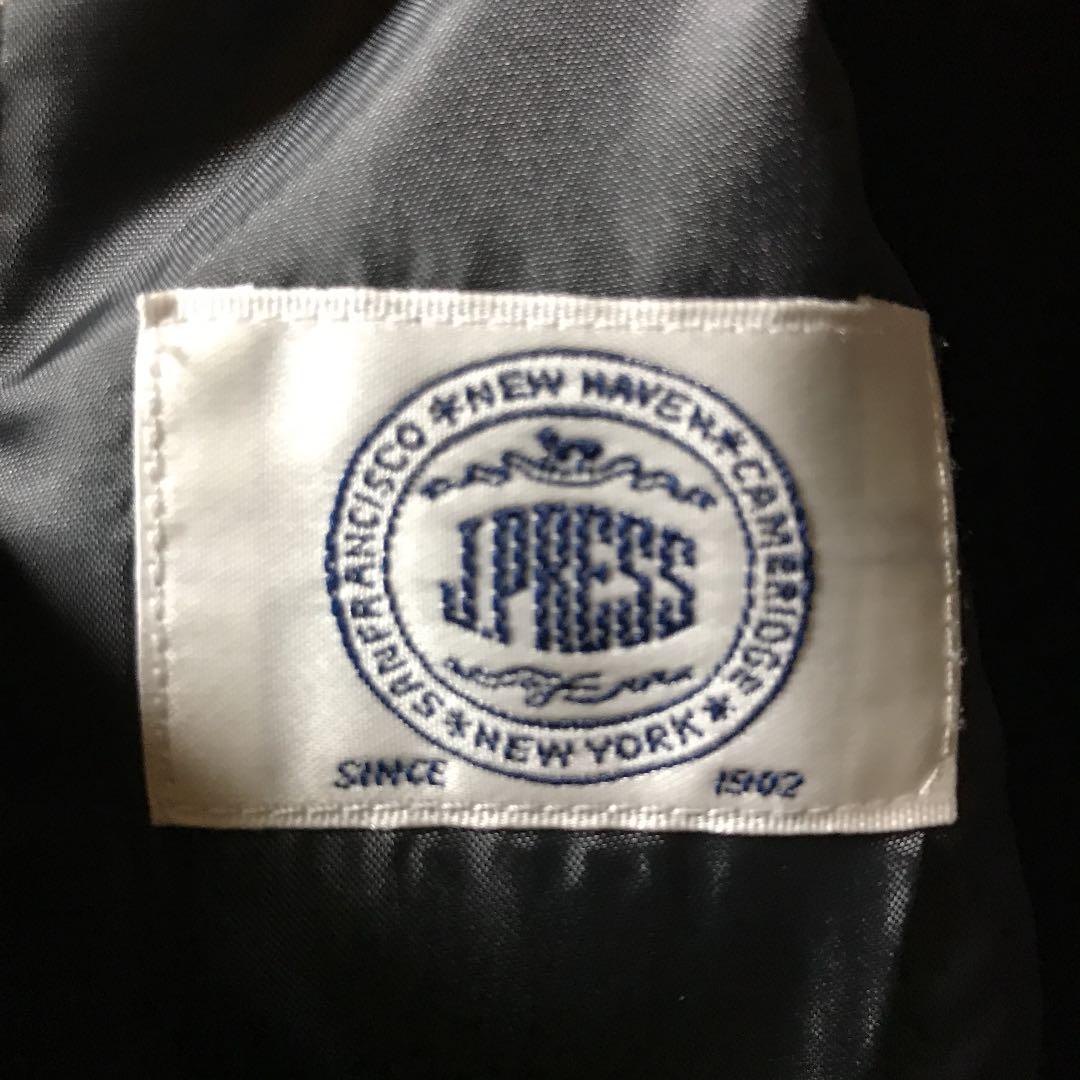 *NEW HAVEN*CAMBRIDGE*
NEW YORK*SAN FRANCISCO
J.PRESS
SINCE 1902